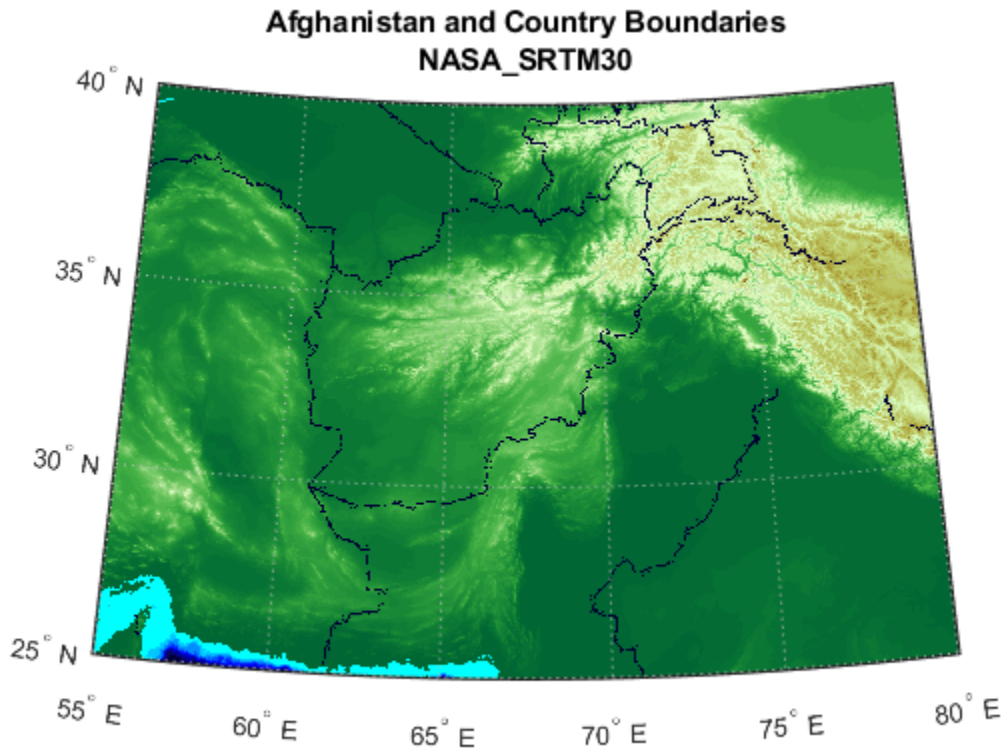 Afghanistan and Country Boundaries
NASA_SRTM30
40° N
35° N
30° N
25° N
55° E
60° E
65° E
70° E
75° E
80° E